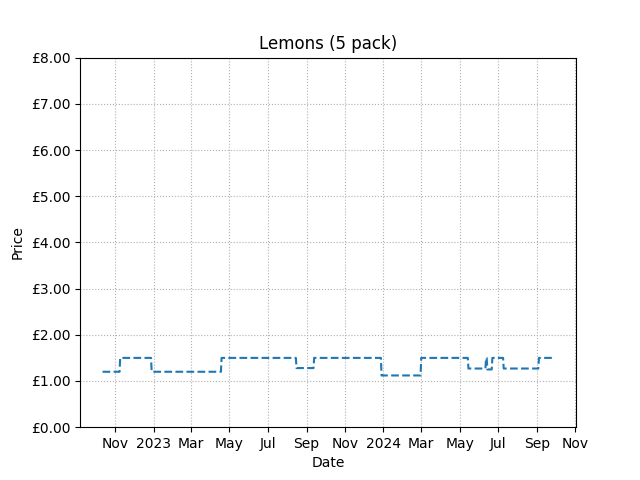 Lemons (5 pack)
£8.00
£7.00
£6.00
£5.00
£4.00
£3.00
£2.00
£1.00
£0.00
Price
Nov 2023 Mar May Jul Sep Nov 2024 Mar May Jul Sep Nov
Date